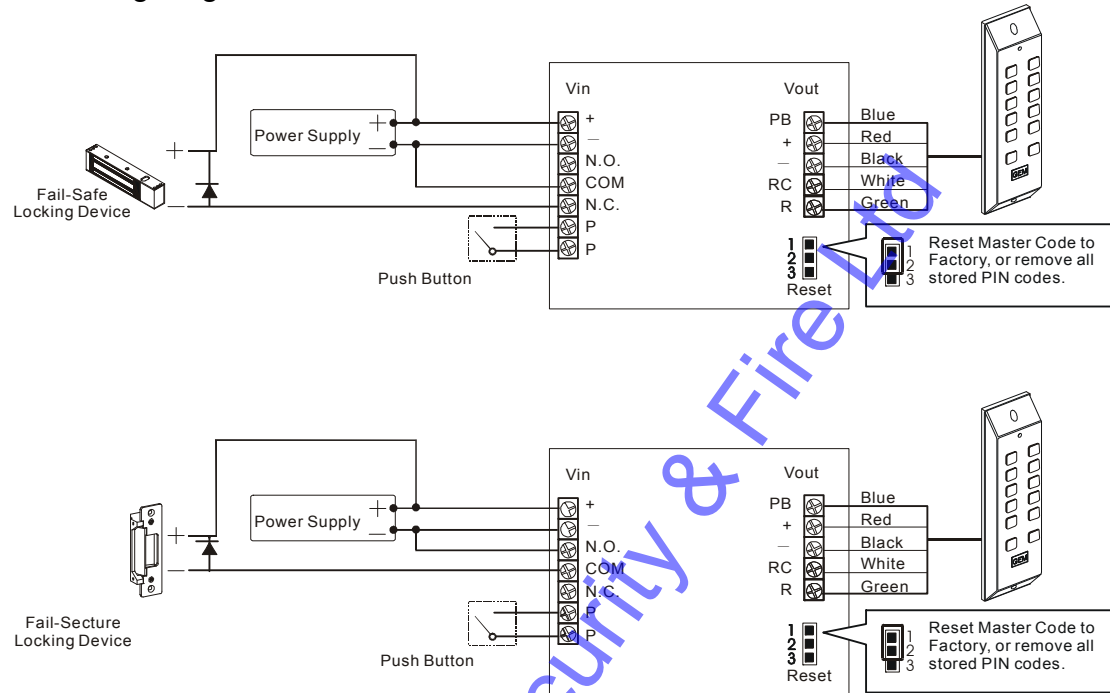 Vin
Vout
Power Supply
+
—
+
—
Fail-Safe
Locking Device
+
—
N.O.
COM
N.C.
P
P
Push Button
PB
+
—
RC
R
Blue
Red
Black
White
Green
GEM
1
2
3
Reset
1
2
3
Reset Master Code to
Factory, or remove all
stored PIN codes.
Vin
Vout
Power Supply
+
—
+
—
Fail-Secture
Locking Device
+
—
N.O.
COM
N.C.
P
P
Push Button
PB
+
—
RC
R
Blue
Red
Black
White
Green
GEM
1
2
3
Reset
1
2
3
Reset Master Code to
Factory, or remove all
stored PIN codes.
curity & Fire Ltd